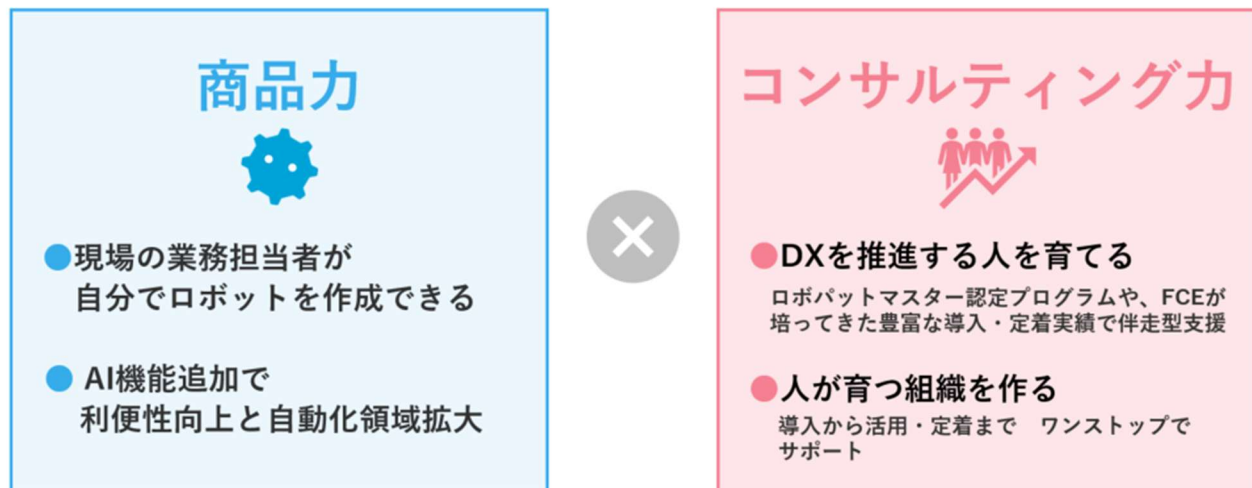 商品力
●現場の業務担当者が
自分でロボットを作成できる
● AI機能追加で
利便性向上と自動化領域拡大
×
コンサルティング力
●DXを推進する人を育てる
ロボパットマスター認定プログラムや、FCEが
培ってきた豊富な導入・定着実績で伴走型支援
●人が育つ組織を作る
導入から活用・定着まで　ワンストップで
サポート